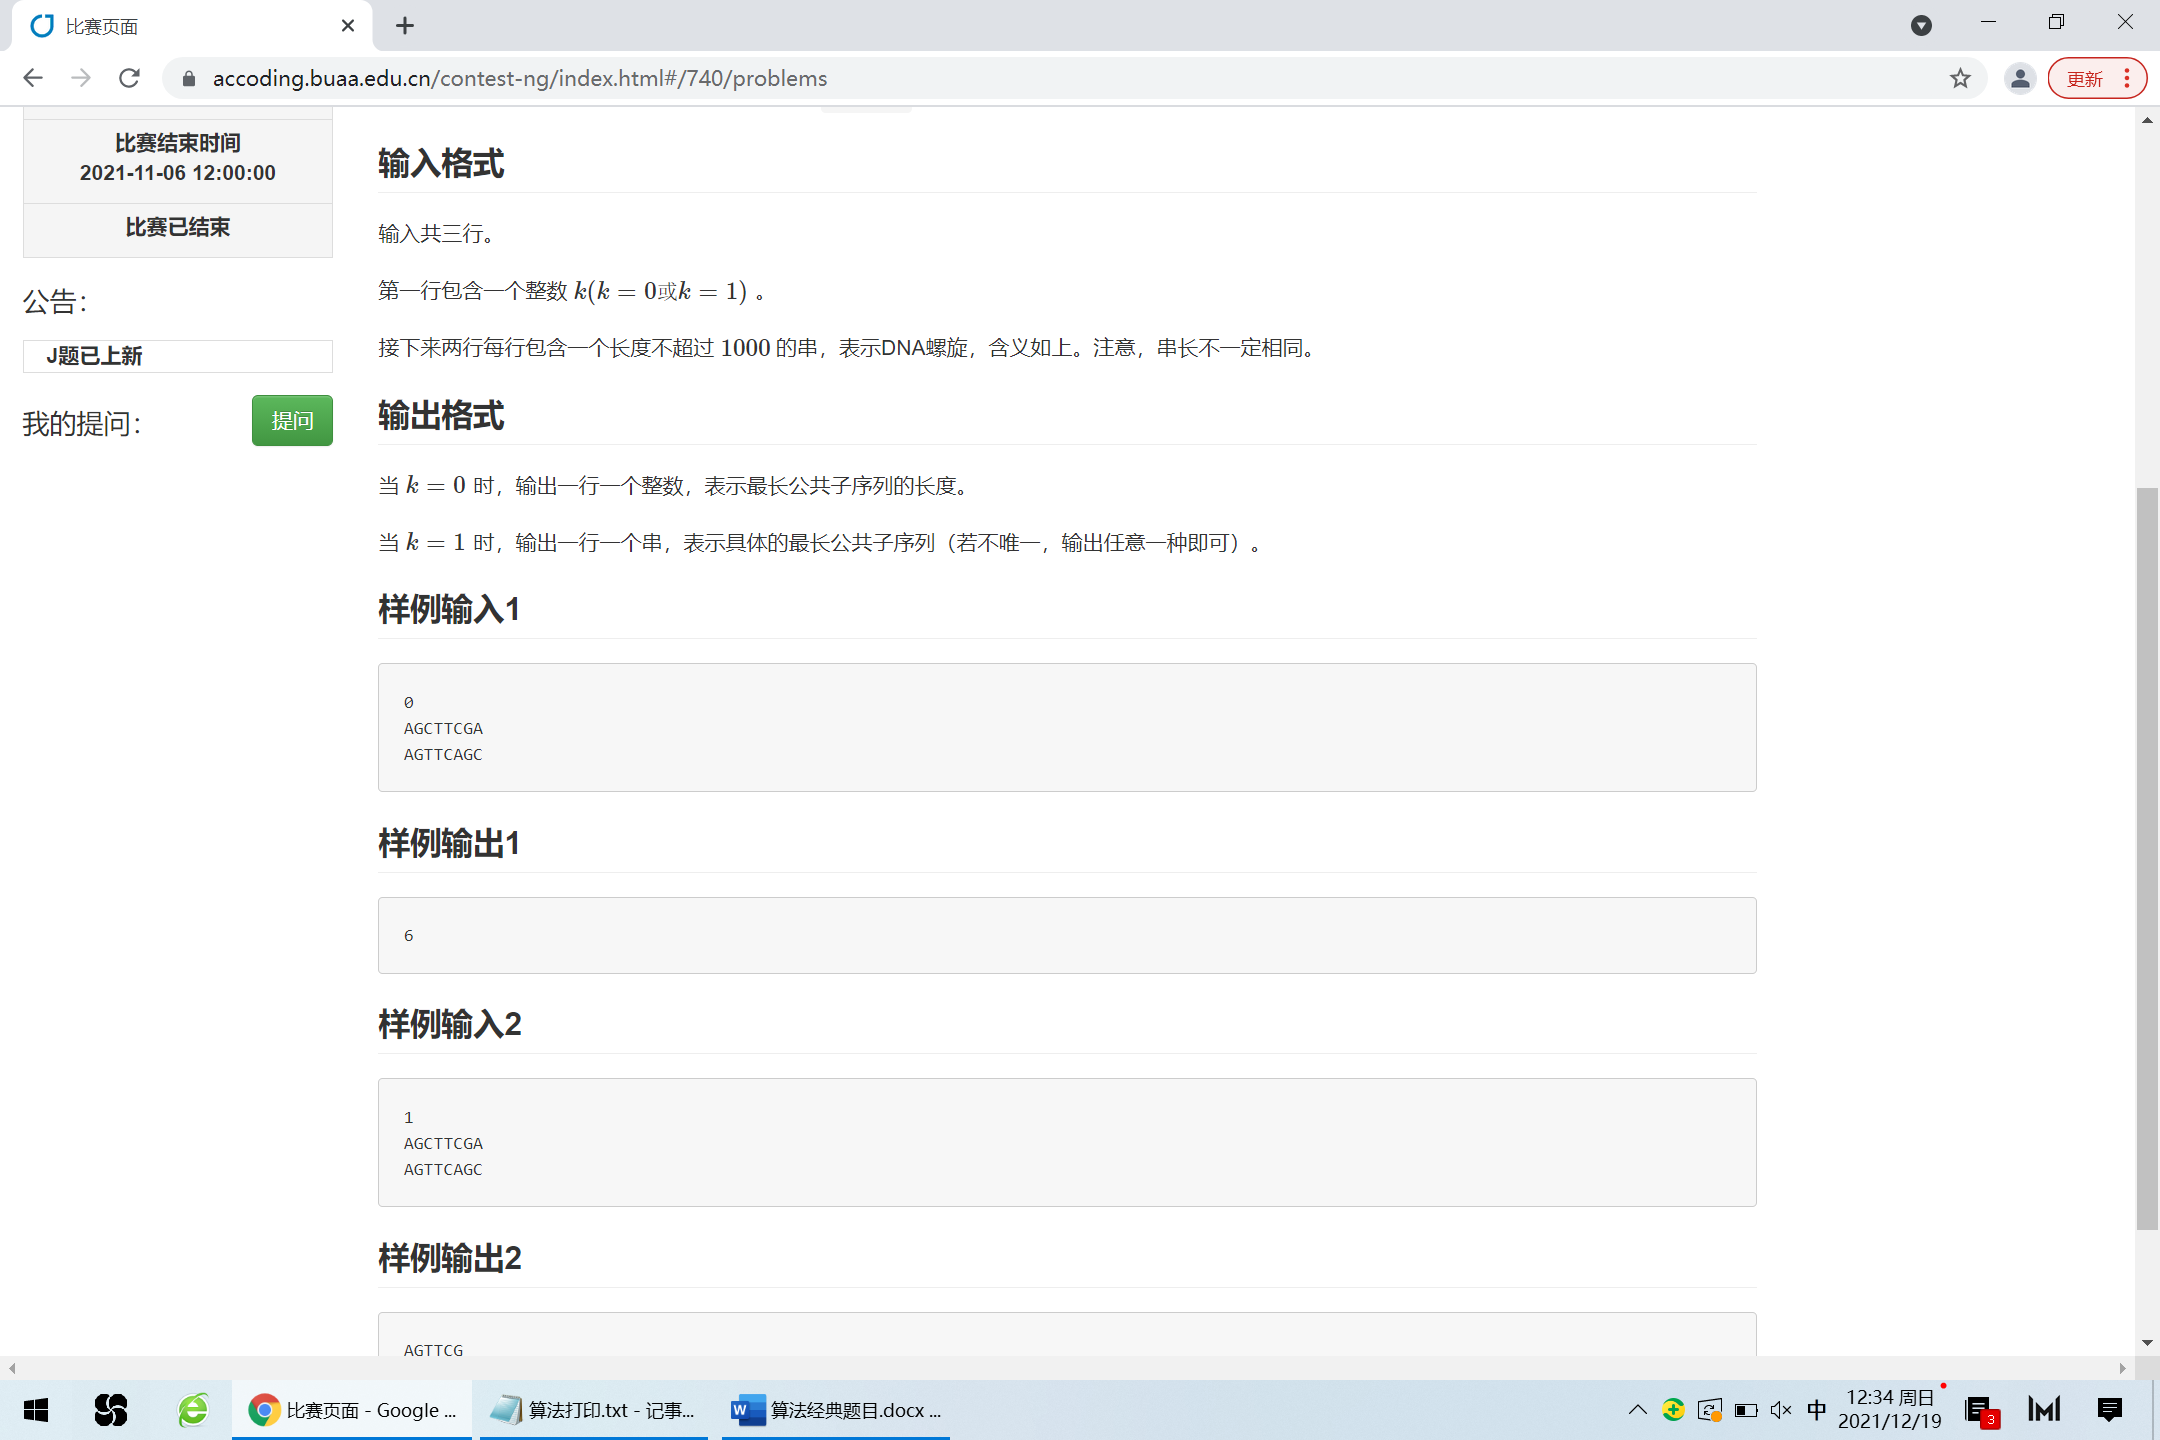 比赛页面
accoding.buaa.edu.cn/contest-ng/index.html#/740/problems
更新
比赛结束时间
2021-11-06 12:00:00
比赛已结束
公告：
J题已上新
我的提问：
提问
输入格式
输入共三行。
第一行包含一个整数 k(k = 0或k = 1) 。
接下来两行每行包含一个长度不超过 1000 的串，表示DNA螺旋，含义如上。注意，串长不一定相同。
输出格式
当 k = 0 时，输出一行一个整数，表示最长公共子序列的长度。
当 k = 1 时，输出一行一个串，表示具体的最长公共子序列（若不唯一，输出任意一种即可）。
样例输入1
0
AGCTTCGA
AGTTCAGC
样例输出1
6
样例输入2
1
AGCTTCGA
AGTTCAGC
样例输出2
AGTTCG
比赛页面 - Google ...
算法打印.txt - 记事...
算法经典题目.docx ...
中
12:34 周日
2021/12/19
3